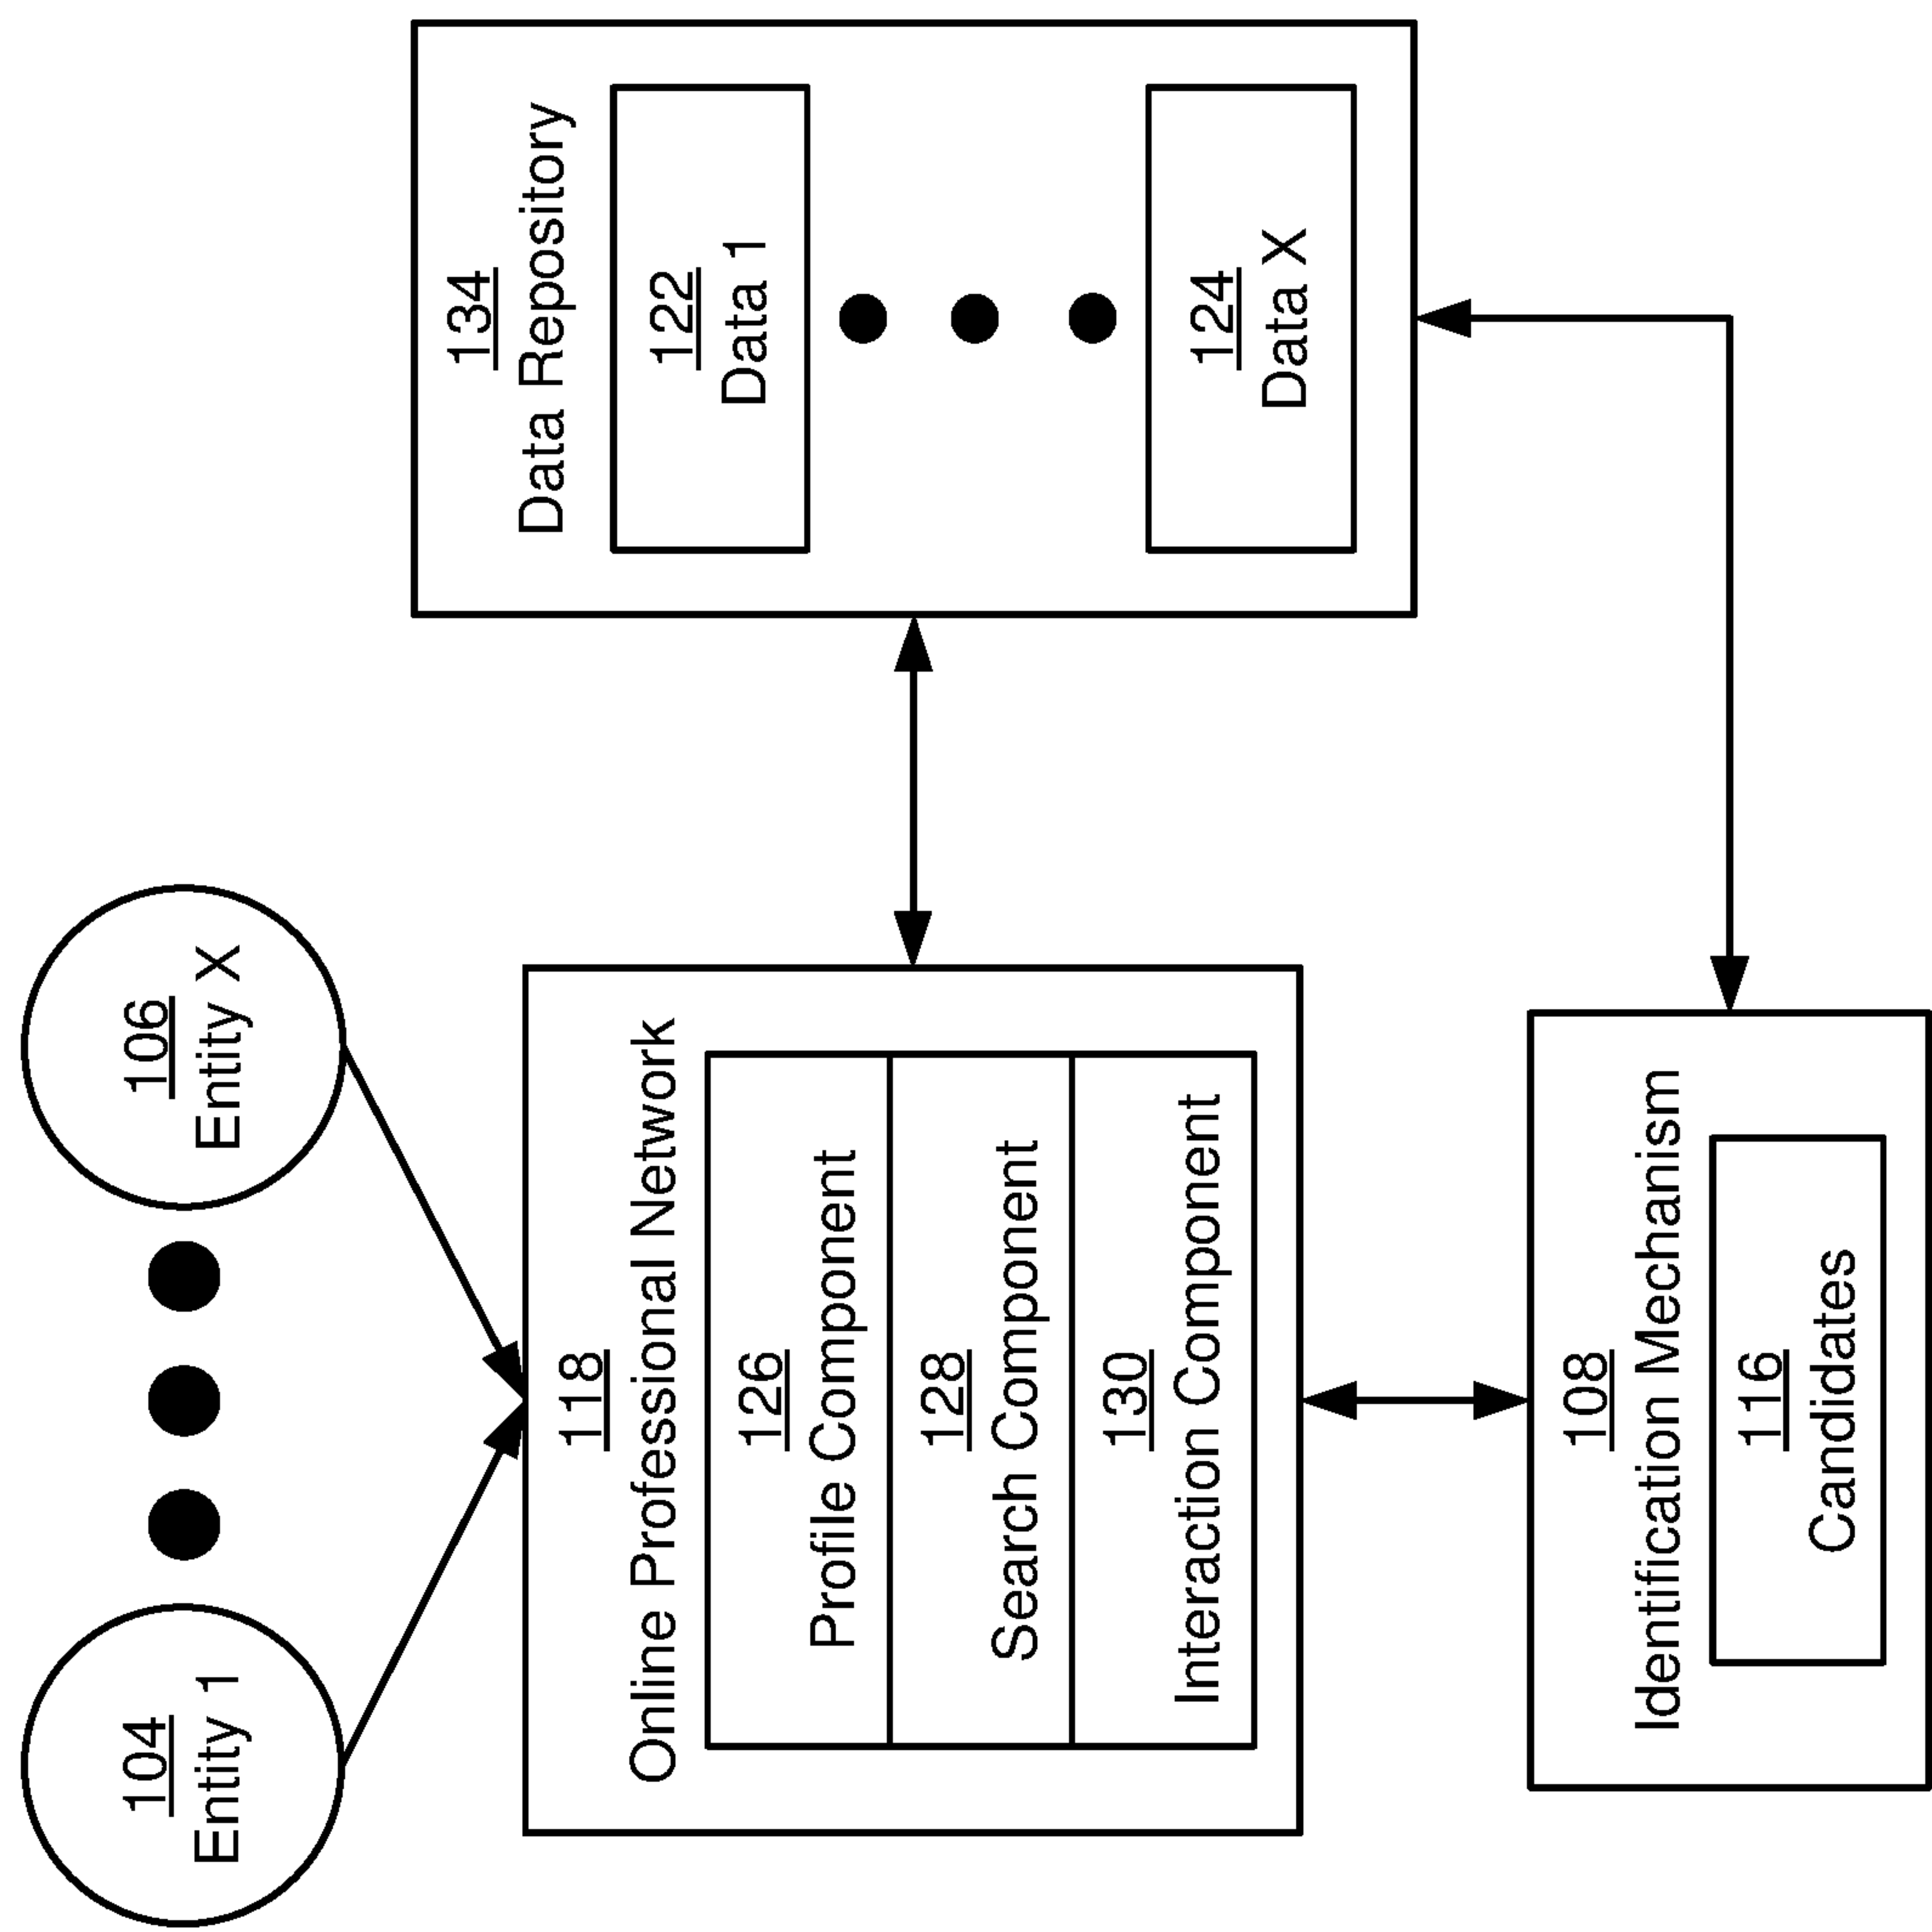 104
Entity 1
106
Entity X
118
Online Professional Network
126
Profile Component
128
Search Component
130
Interaction Component
134
Data Repository
122
Data 1
124
Data X
108
Identification Mechanism
116
Candidates